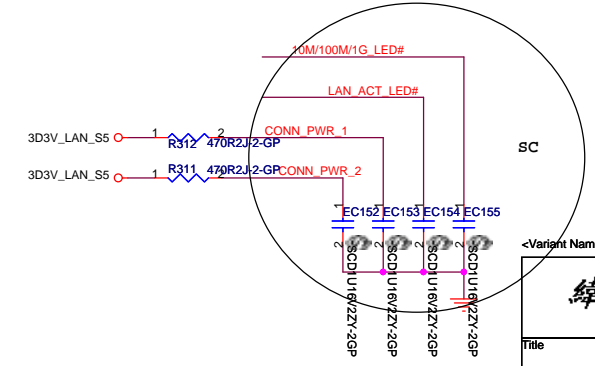 10M/100M/1G_LED#
LAN_ACT_LED#
3D3V_LAN_S5 1 2 CONN_PWR_1
R312 470R2J-2-GP
3D3V_LAN_S5 1 2 CONN_PWR_2
R311 470R2J-2-GP
SC
1 1 1 1
EC152 EC153 EC154 EC155
2 2 2 2
SCD1U16V2ZY-2GP
SCD1U16V2ZY-2GP
SCD1U16V2ZY-2GP
SCD1U16V2ZY-2GP
<Variant Nam
緯
Title